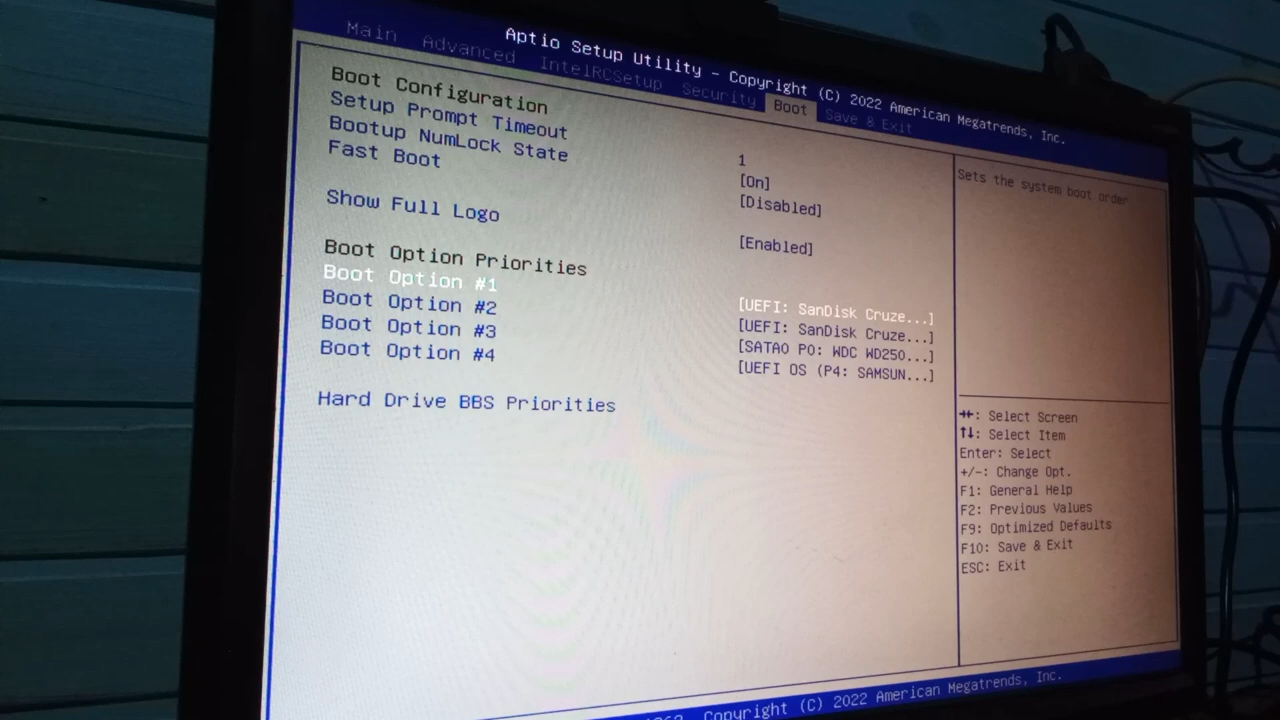 Aptio Setup Utility - Copyright (C) 2022 American Megatrends, Inc.
Main Advanced IntelRCSetup Security Boot Save & Exit
Boot Configuration
Setup Prompt Timeout 1
Bootup NumLock State [On]
Fast Boot [Disabled]
Show Full Logo [Enabled]
Boot Option Priorities
Boot Option #1 [UEFI: SanDisk Cruze...]
Boot Option #2 [UEFI: SanDisk Cruze...]
Boot Option #3 [SATA0 P0: WDC WD250...]
Boot Option #4 [UEFI OS (P4: SAMSUN...]
Hard Drive BBS Priorities
Sets the system boot order
→←: Select Screen
↑↓: Select Item
Enter: Select
+/-: Change Opt.
F1: General Help
F2: Previous Values
F9: Optimized Defaults
F10: Save & Exit
ESC: Exit
Copyright (C) 2022 American Megatrends, Inc.